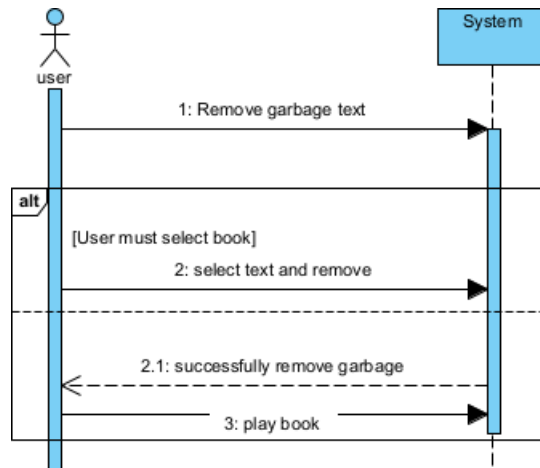 System
user
1: Remove garbage text
alt
[User must select book]
2: select text and remove
2.1: successfully remove garbage
3: play book